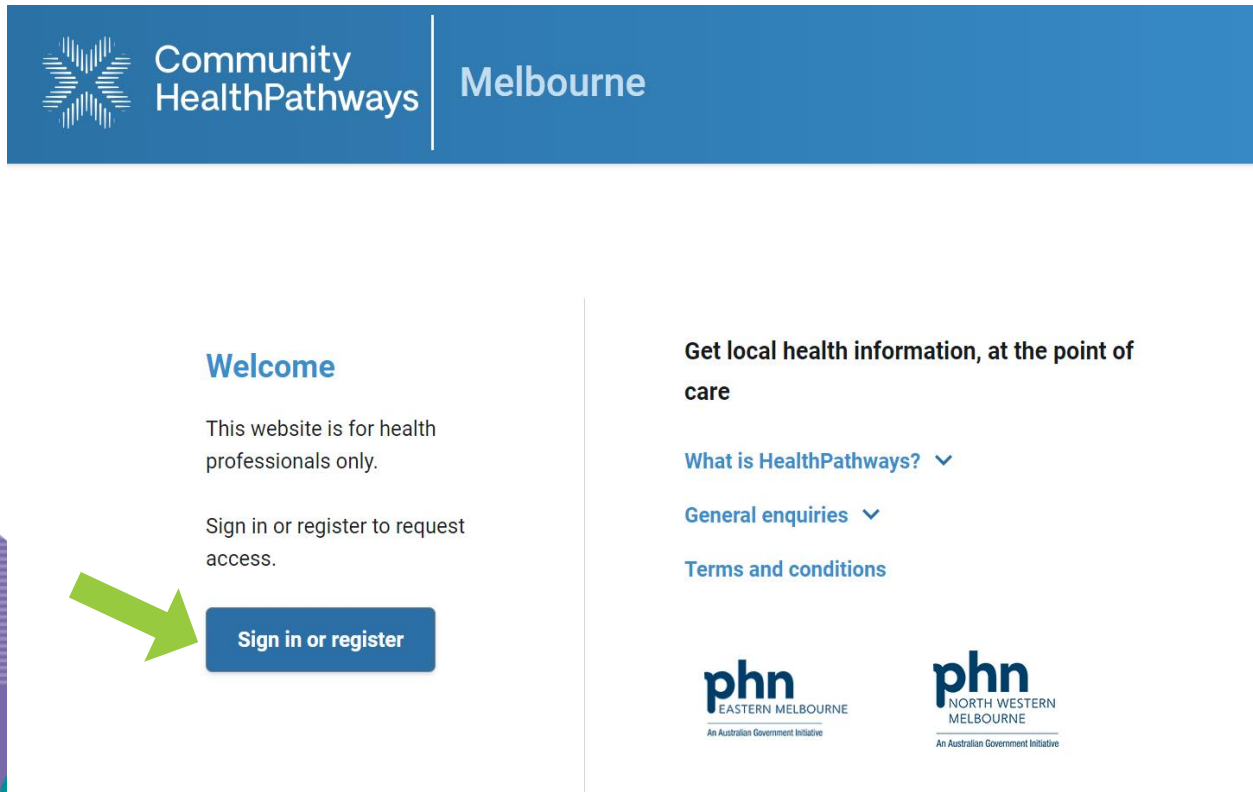 Community
HealthPathways
Melbourne
Welcome
This website is for health
professionals only.
Sign in or register to request
access.
Sign in or register
Get local health information, at the point of
care
What is HealthPathways?
General enquiries
Terms and conditions
phn
EASTERN MELBOURNE
An Australian Government Initiative
phn
NORTH WESTERN
MELBOURNE
An Australian Government Initiative